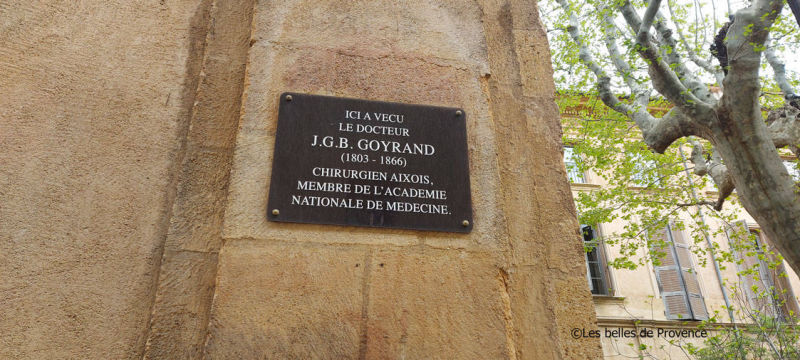 ICI A VECU
LE DOCTEUR
J.G.B. GOYRAND
(1803 - 1866)
CHIRURGIEN AIXOIS,
MEMBRE DE L'ACADEMIE
NATIONALE DE MEDECINE.
©Les belles de Provence